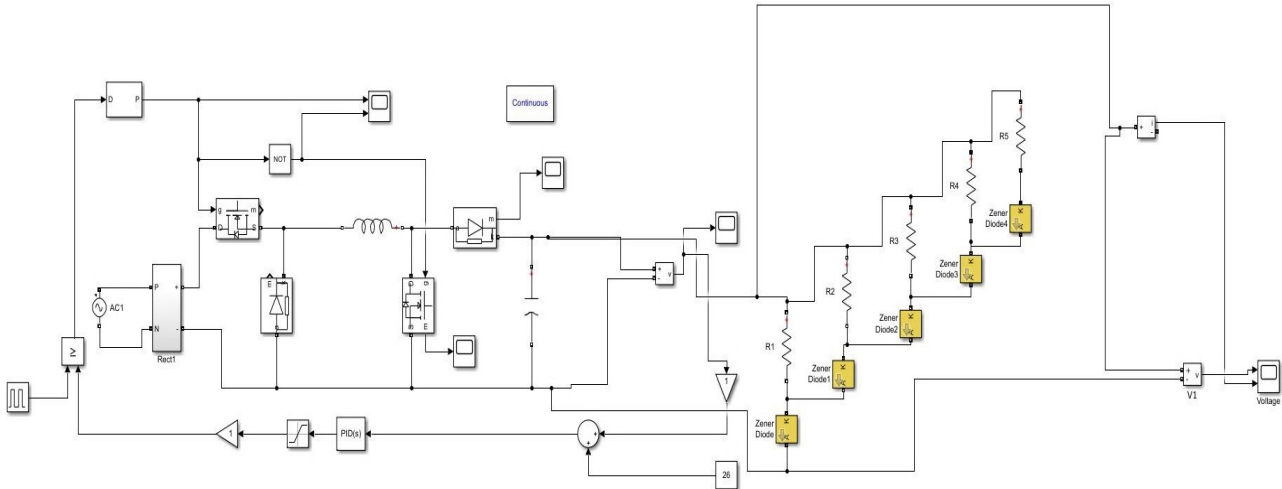 D P
Continuous
NOT
g m
D S
m
a k
AC1
P +
N -
Rect1
+
- v
R1
R2
R3
R4
R5
Zener
Diode4
Zener
Diode3
Zener
Diode2
Zener
Diode1
Zener
Diode
K
A
+ i
-
+ v
-
V1
Voltage
1
1
PID(s)
26